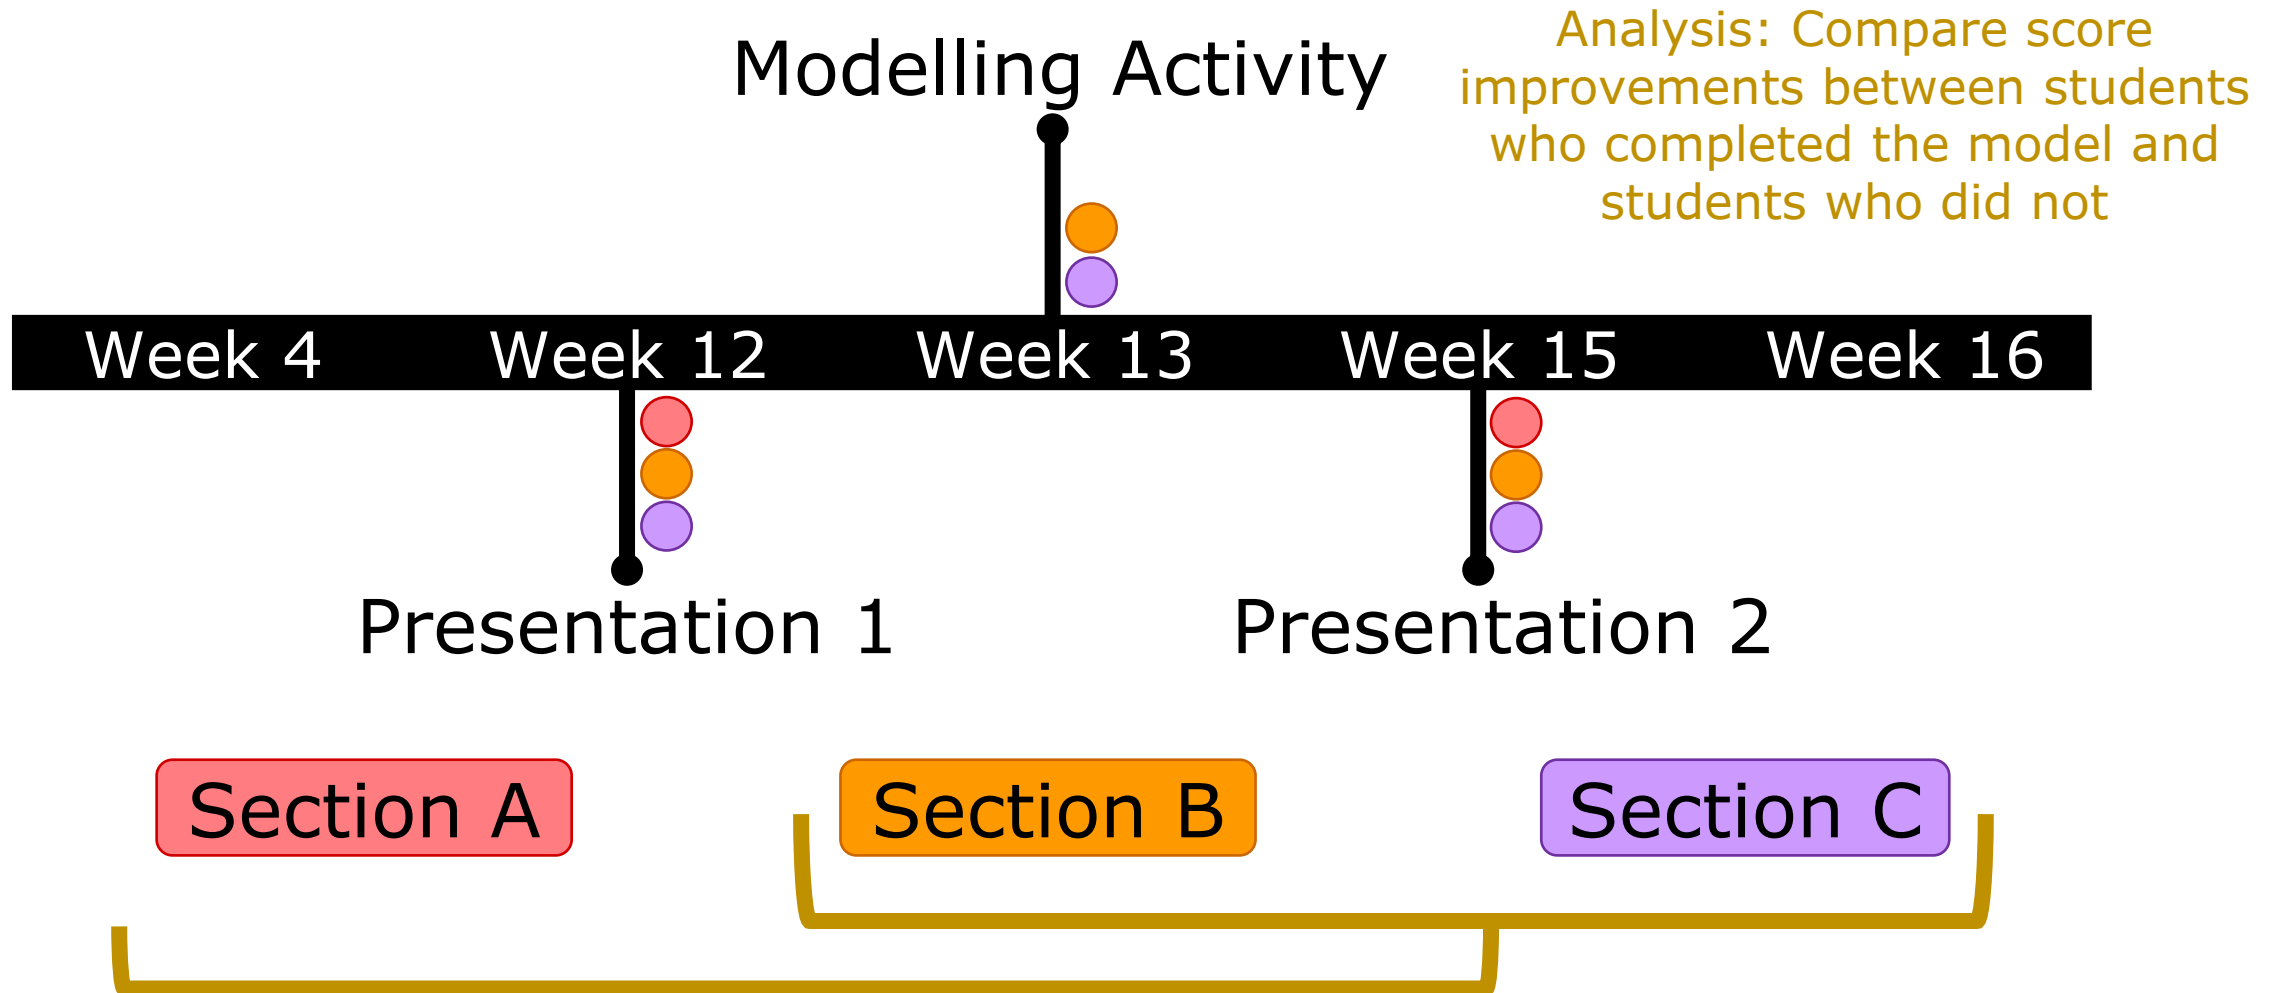 Analysis: Compare score
improvements between students
who completed the model and
students who did not
Modelling Activity
Week 4 Week 12 Week 13 Week 15 Week 16
Presentation 1 Presentation 2
Section A Section B Section C